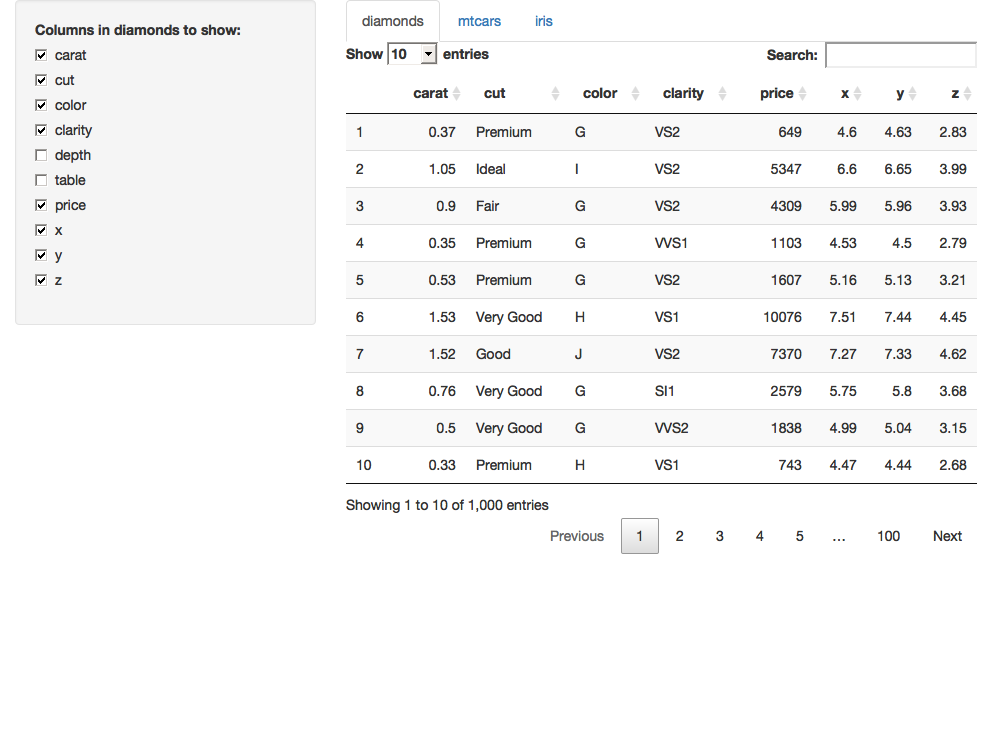 Columns in diamonds to show:
carat
cut
color
clarity
depth
table
price
x
y
z
diamonds mtcars iris
Show 10 entries Search:
carat cut color clarity price x y z
1 0.37 Premium G VS2 649 4.6 4.63 2.83
2 1.05 Ideal I VS2 5347 6.6 6.65 3.99
3 0.9 Fair G VS2 4309 5.99 5.96 3.93
4 0.35 Premium G VVS1 1103 4.53 4.5 2.79
5 0.53 Premium G VS2 1607 5.16 5.13 3.21
6 1.53 Very Good H VS1 10076 7.51 7.44 4.45
7 1.52 Good J VS2 7370 7.27 7.33 4.62
8 0.76 Very Good G SI1 2579 5.75 5.8 3.68
9 0.5 Very Good G VVS2 1838 4.99 5.04 3.15
10 0.33 Premium H VS1 743 4.47 4.44 2.68
Showing 1 to 10 of 1,000 entries
Previous 1 2 3 4 5 … 100 Next